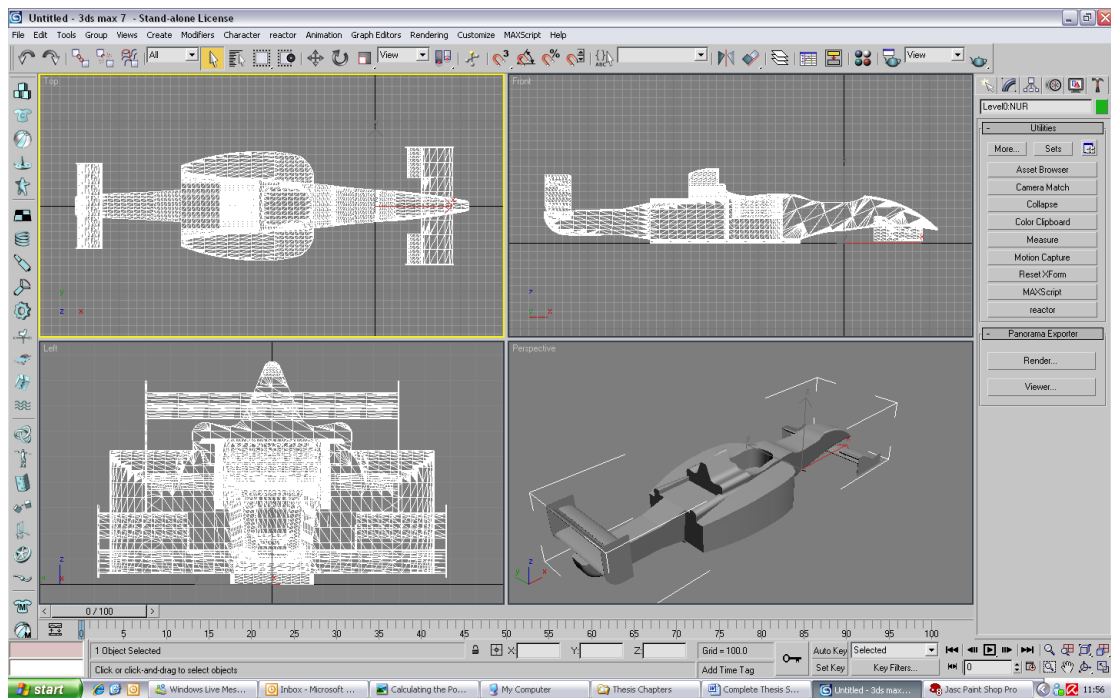 Untitled - 3ds max 7 - Stand-alone License
File Edit Tools Group Views Create Modifiers Character reactor Animation Graph Editors Rendering Customize MAXScript Help
All View View
Top
Front
Left
Perspective
Level0:NUR
- Utilities
More... Sets
Asset Browser
Camera Match
Collapse
Color Clipboard
Measure
Motion Capture
Reset XForm
MAXScript
reactor
- Panorama Exporter
Render...
Viewer...
< 0 / 100 >
0 5 10 15 20 25 30 35 40 45 50 55 60 65 70 75 80 85 90 95 100
1 Object Selected X: Y: Z: Grid = 100.0 Auto Key Selected
Click or click-and-drag to select objects Add Time Tag Set Key Key Filters... 0
start Windows Live Mes... Inbox - Microsoft ... Calculating the Po... My Computer Thesis Chapters Complete Thesis S... Untitled - 3ds max... Jasc Paint Shop Pro 11:56